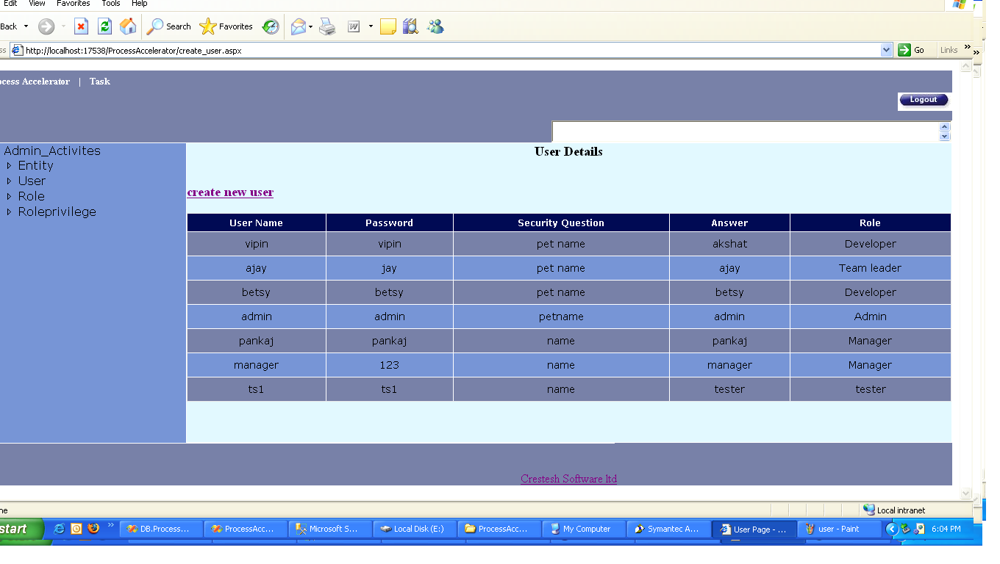 Edit View Favorites Tools Help
Back Search Favorites
http://localhost:17538/ProcessAccelerator/create_user.aspx Go Links
Accelerator | Task
Logout
Admin_Activites
User Details
Entity
User
create new user
Role
Roleprivilege
User Name Password Security Question Answer Role
vipin vipin pet name akshat Developer
ajay jay pet name ajay Team leader
betsy betsy pet name betsy Developer
admin admin petname admin Admin
pankaj pankaj name pankaj Manager
manager 123 name manager Manager
ts1 ts1 name tester tester
Crestesh Software ltd
Local intranet
start DB.Process... ProcessAcc... Microsoft S... Local Disk (E:) ProcessAcc... My Computer Symantec A... User Page - ... user - Paint 6:04 PM